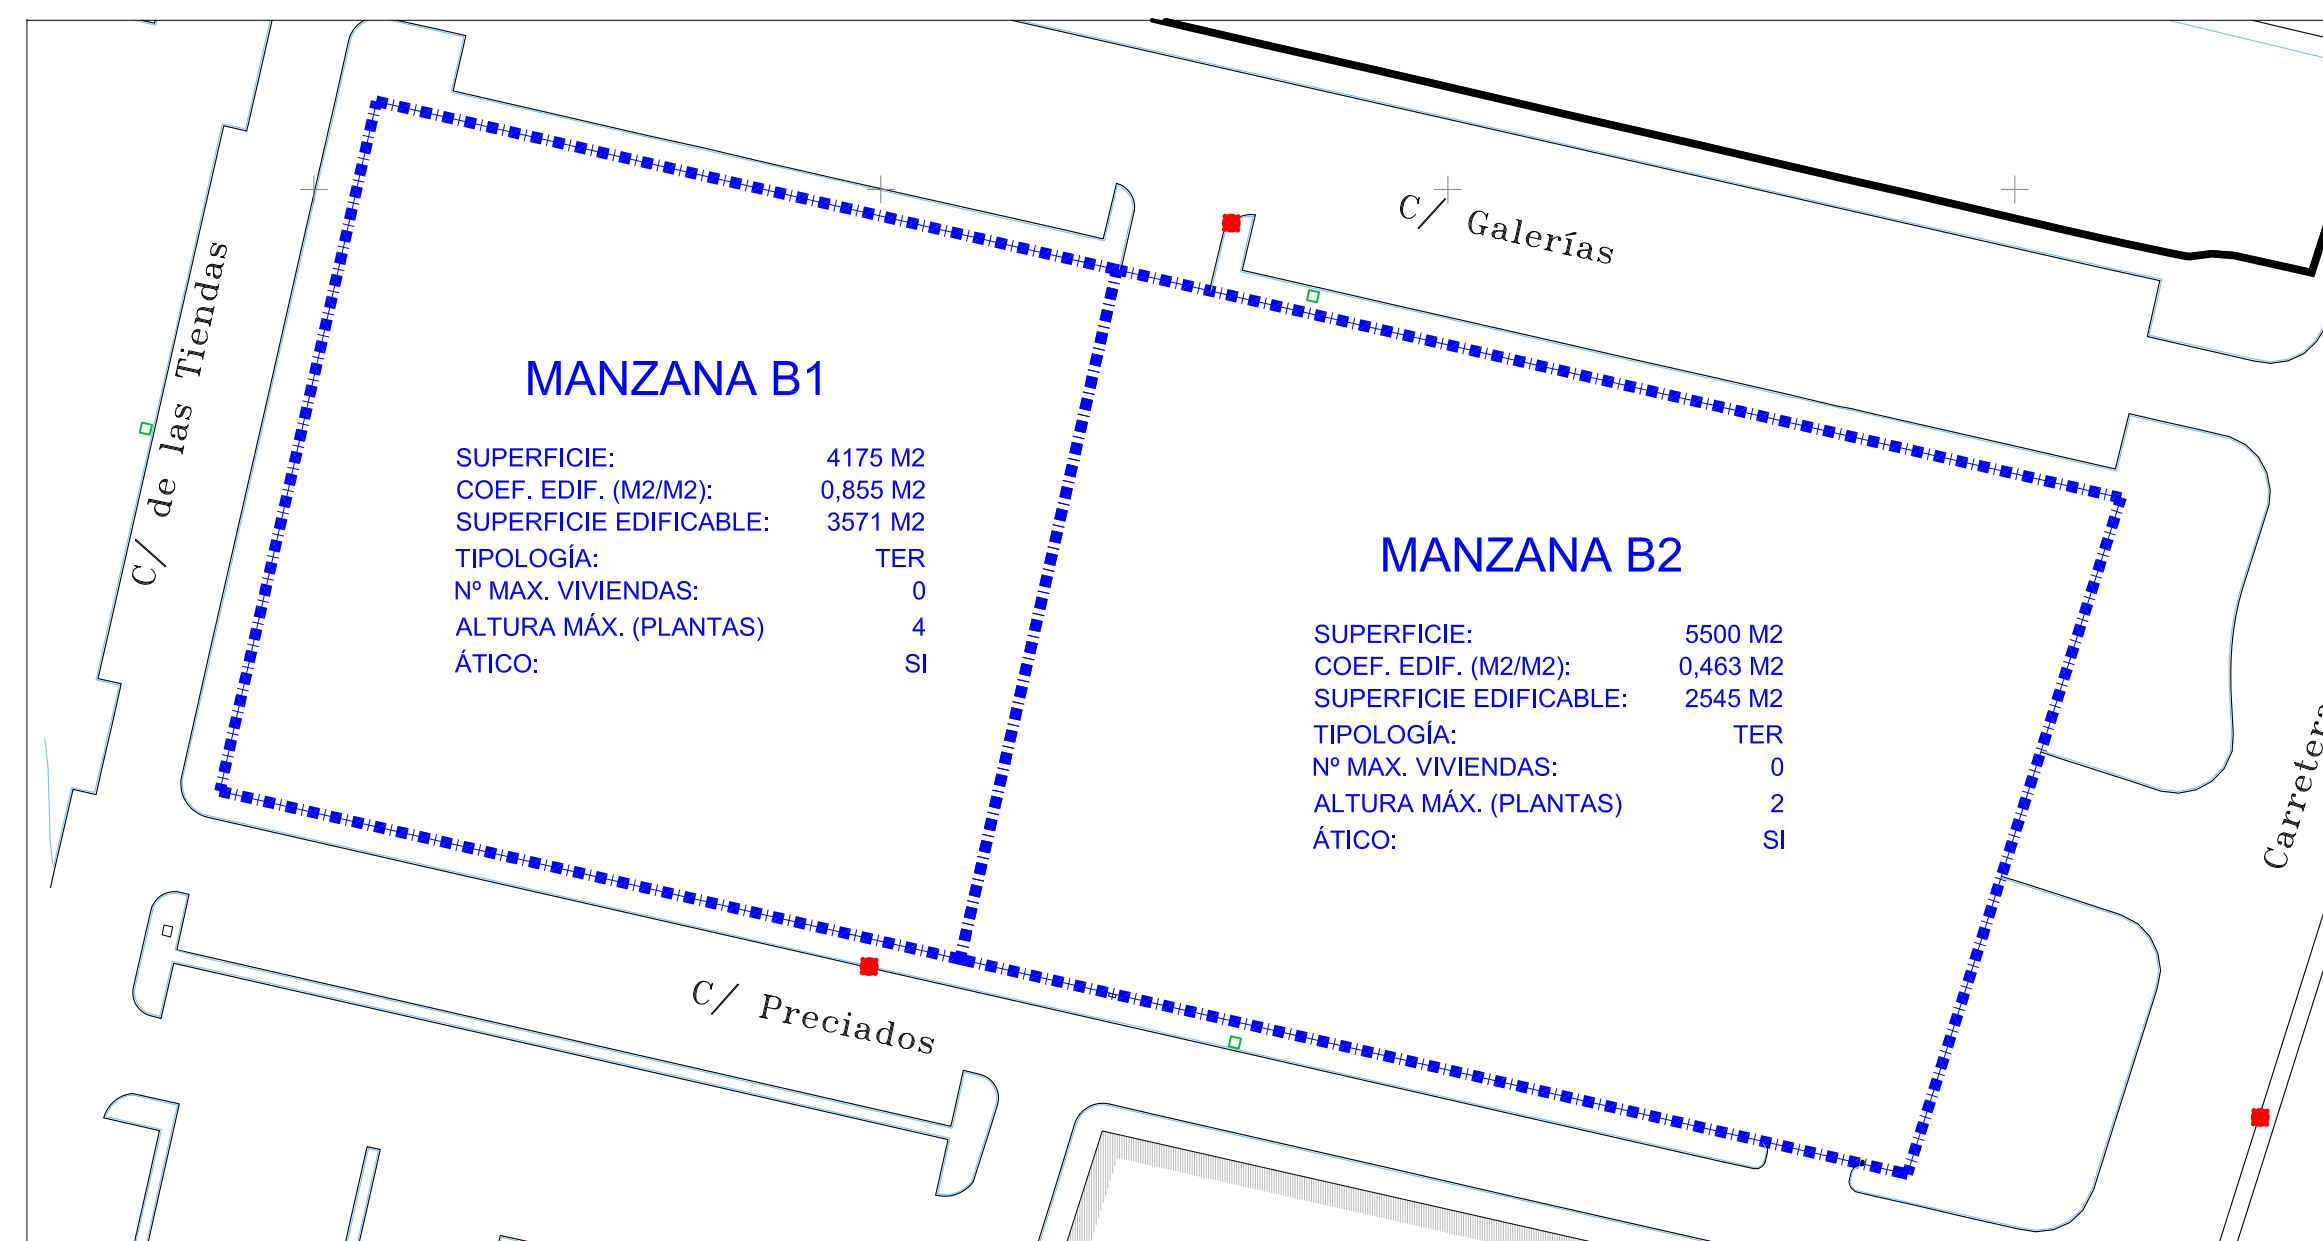 C/ Galerías
C/ de las Tiendas
MANZANA B1
SUPERFICIE: 4175 M2
COEF. EDIF. (M2/M2): 0,855 M2
SUPERFICIE EDIFICABLE: 3571 M2
TIPOLOGÍA: TER
Nº MAX. VIVIENDAS: 0
ALTURA MÁX. (PLANTAS) 4
ÁTICO: SI
MANZANA B2
SUPERFICIE: 5500 M2
COEF. EDIF. (M2/M2): 0,463 M2
SUPERFICIE EDIFICABLE: 2545 M2
TIPOLOGÍA: TER
Nº MAX. VIVIENDAS: 0
ALTURA MÁX. (PLANTAS) 2
ÁTICO: SI
Carretera
C/ Preciados